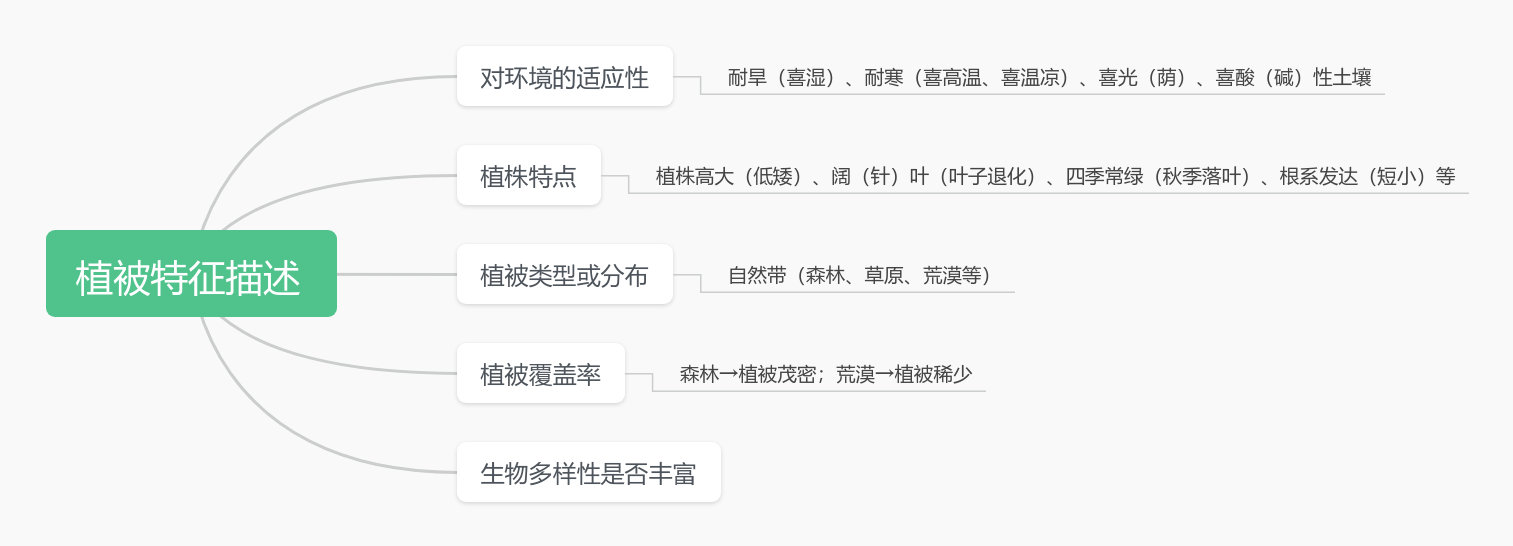 植被特征描述
对环境的适应性
耐旱（喜湿）、耐寒（喜高温、喜温凉）、喜光（荫）、喜酸（碱）性土壤
植株特点
植株高大（低矮）、阔（针）叶（叶子退化）、四季常绿（秋季落叶）、根系发达（短小）等
植被类型或分布
自然带（森林、草原、荒漠等）
植被覆盖率
森林→植被茂密；荒漠→植被稀少
生物多样性是否丰富